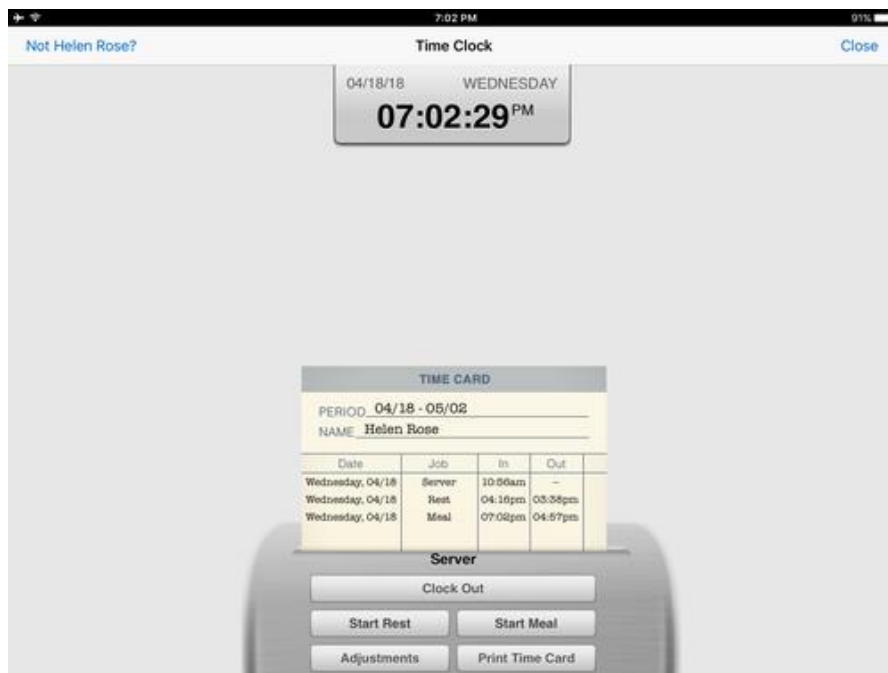 7:02 PM 91%
Not Helen Rose? Time Clock Close
04/18/18 WEDNESDAY
07:02:29 PM
TIME CARD
PERIOD 04/18 - 05/02
NAME Helen Rose
Date Job In Out
Wednesday, 04/18 Server 10:56am –
Wednesday, 04/18 Rest 04:16pm 03:38pm
Wednesday, 04/18 Meal 07:02pm 04:57pm
Server
Clock Out
Start Rest Start Meal
Adjustments Print Time Card